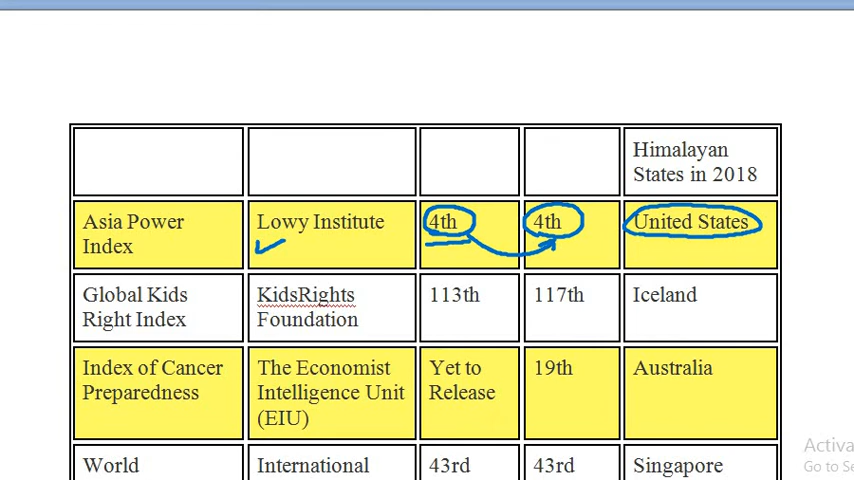 Himalayan
States in 2018
Asia Power
Index
Lowy Institute
4th
4th
United States
Global Kids
Right Index
KidsRights
Foundation
113th
117th
Iceland
Index of Cancer
Preparedness
The Economist
Intelligence Unit
(EIU)
Yet to
Release
19th
Australia
World
International
43rd
43rd
Singapore
Activa
Go to Se